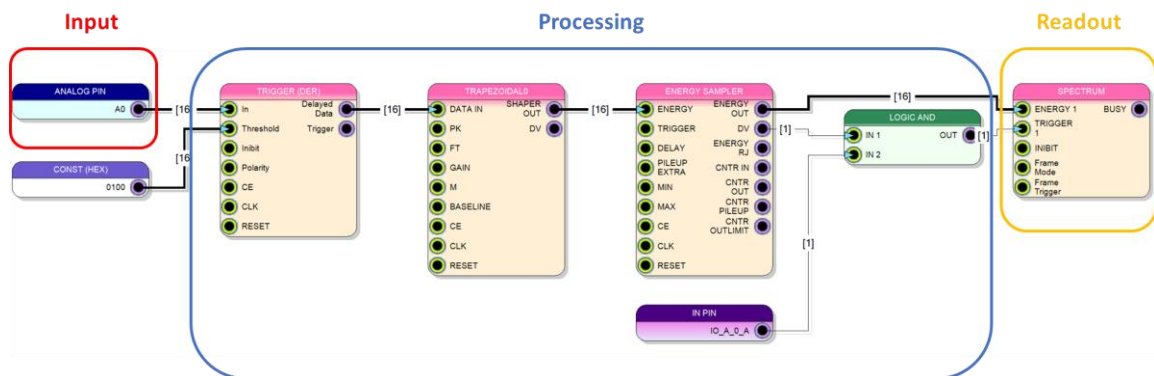 Input
Processing
Readout
ANALOG PIN
A0
CONST (HEX)
0100
[16]
[16
TRIGGER (DER)
In
Delayed
Data
Threshold
Trigger
Inibit
Polarity
CE
CLK
RESET
[16]
TRAPEZOIDAL0
DATA IN
SHAPER
OUT
PK
DV
FT
GAIN
M
BASELINE
CE
CLK
RESET
[16]
ENERGY SAMPLER
ENERGY
ENERGY
OUT
TRIGGER
DV
DELAY
ENERGY
RJ
PILEUP
EXTRA
CNTR IN
MIN
CNTR
OUT
MAX
CNTR
PILEUP
CE
CNTR
OUTLIMIT
CLK
RESET
[16]
[1]
[1]
IN PIN
IO_A_0_A
LOGIC AND
IN 1
OUT
IN 2
[1]
SPECTRUM
ENERGY 1
BUSY
TRIGGER
1
INIBIT
Frame
Mode
Frame
Trigger